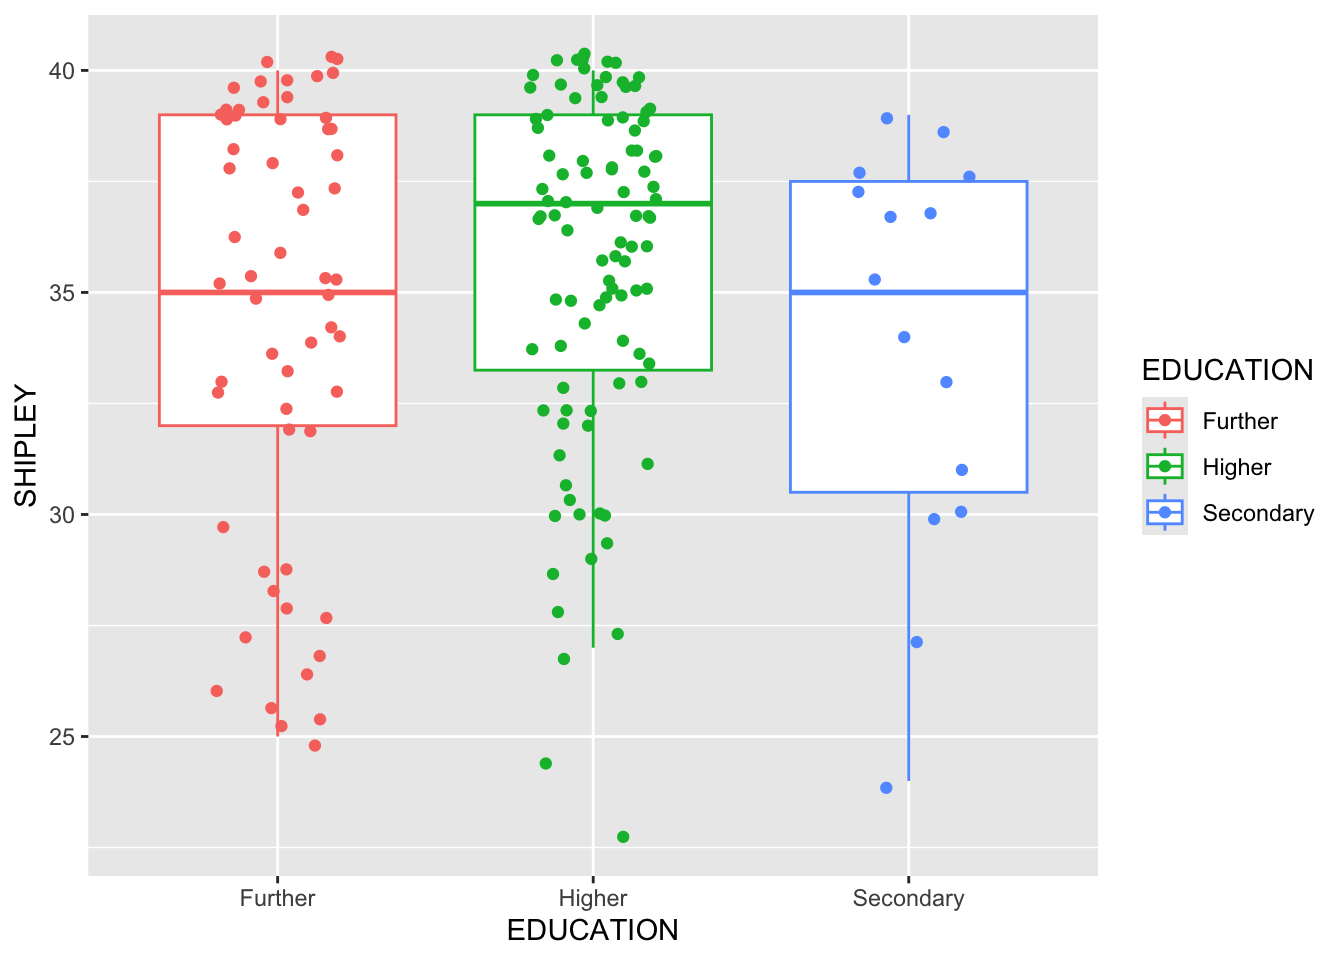 40
35
30
25
SHIPLEY
Further
Higher
Secondary
EDUCATION
EDUCATION
Further
Higher
Secondary